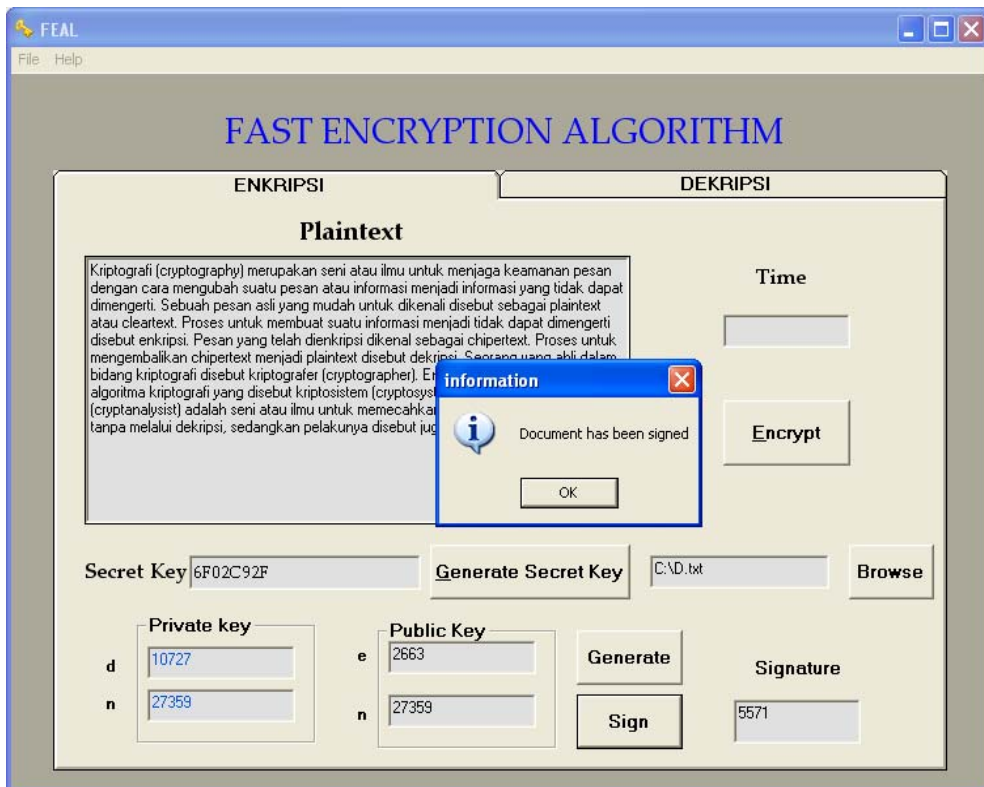 FEAL
File Help
FAST ENCRYPTION ALGORITHM
ENKRIPSI
DEKRIPSI
Plaintext
Kriptografi (cryptography) merupakan seni atau ilmu untuk menjaga keamanan pesan
dengan cara mengubah suatu pesan atau informasi menjadi informasi yang tidak dapat
dimengerti. Sebuah pesan asli yang mudah untuk dikenali disebut sebagai plaintext
atau cleartext. Proses untuk membuat suatu informasi menjadi tidak dapat dimengerti
disebut enkripsi. Pesan yang telah dienkripsi dikenal sebagai chipertext. Proses untuk
mengembalikan chipertext menjadi plaintext disebut dekripsi. Seorang yang ahli dalam
bidang kriptografi disebut kriptografer (cryptographer).
algoritma kriptografi yang disebut kriptosistem
(cryptanalysist) adalah seni atau ilmu untuk
tanpa melalui dekripsi, sedangkan pelakunya disebut
Time
information
Document has been signed
OK
Encrypt
Secret Key 6F02C92F
Generate Secret Key
C:\D.txt
Browse
Private key
d 10727
n 27359
Public Key
e 2663
n 27359
Generate
Sign
Signature
5571